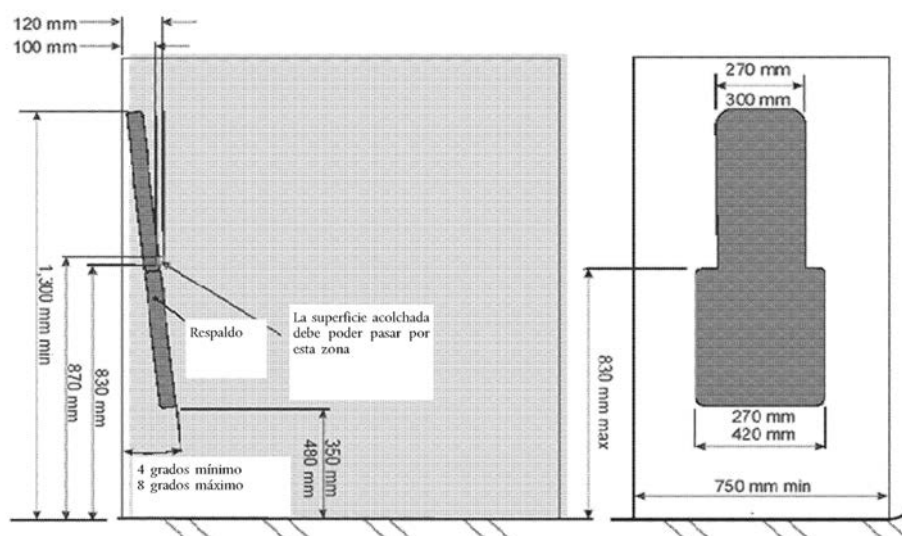 120 mm
100 mm
1,300 mm min
870 mm
830 mm
Respaldo
La superficie acolchada
debe poder pasar por
esta zona
4 grados mínimo
8 grados máximo
350 mm
480 mm
270 mm
300 mm
830 mm max
270 mm
420 mm
750 mm min